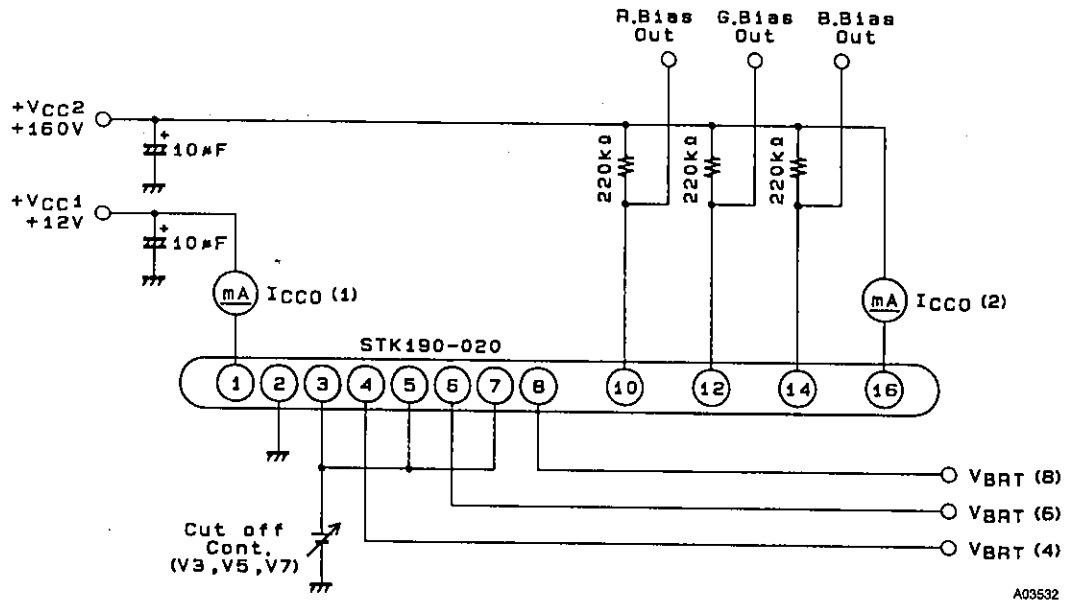 R.Bias
Out
G.Bias
Out
B.Bias
Out
+VCC2
+160V
+
10µF
220kΩ
220kΩ
220kΩ
+VCC1
+12V
+
10µF
mA
ICCO (1)
mA
ICCO (2)
STK190-020
1
2
3
4
5
6
7
8
10
12
14
16
VBRT (8)
VBRT (6)
VBRT (4)
Cut off
Cont.
(V3,V5,V7)
A03532